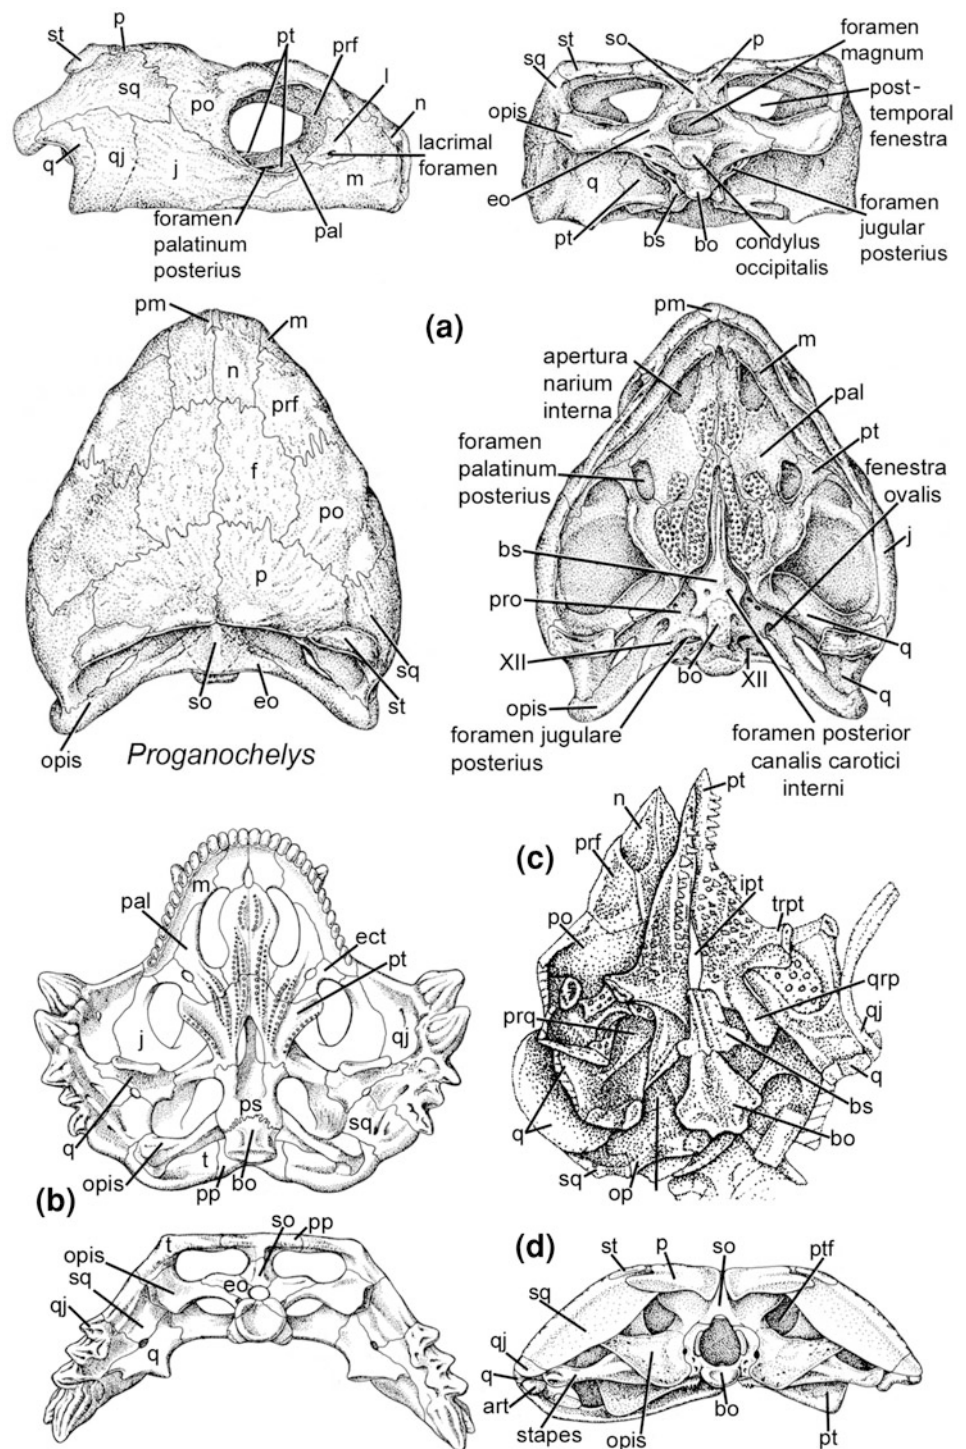 p
st
pt
prf
l
n
sq
po
lacrimal
foramen
q
qj
j
m
foramen
palatinum
posterius
pal
foramen
magnum
so
p
st
sq
post-
temporal
fenestra
opis
q
eo
pt
bs
bo
condylus
occipitalis
foramen
jugular
posterius
(a)
pm
m
n
prf
f
po
p
sq
st
so
eo
opis
Proganochelys
pm
m
apertura
narium
interna
pal
pt
foramen
palatinum
posterius
fenestra
ovalis
j
bs
pro
q
XII
bo
XII
q
opis
foramen jugulare
posterius
foramen posterior
canalis carotici
interni
m
pal
ect
pt
j
qj
ps
q
sq
opis
t
pp
bo
(b)
so
pp
t
opis
eo
sq
qj
q
(c)
pt
n
prf
ipt
trpt
po
qrp
prq
qj
q
bs
q
bo
sq
op
(d)
so
p
st
ptf
sq
qj
q
art
stapes
opis
bo
pt